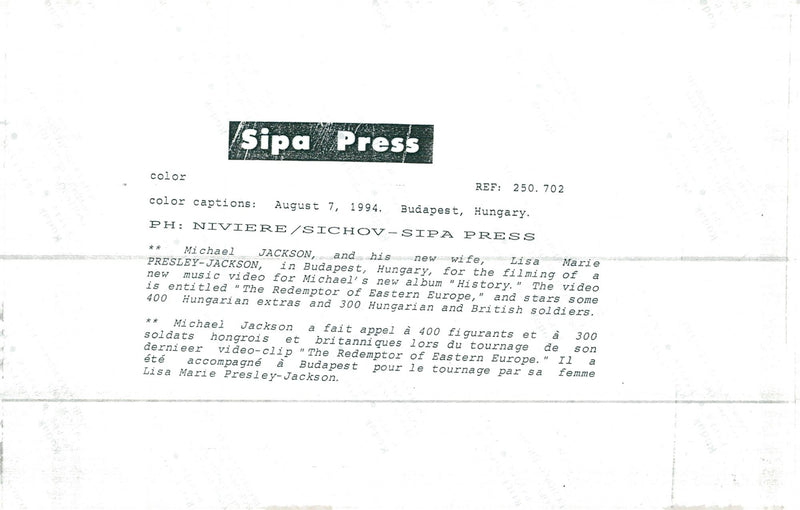 Sipa Press
color
REF: 250.702
color captions: August 7, 1994. Budapest, Hungary.
PH: NIVIERE/SICHOV-SIPA PRESS
** Michael JACKSON, and his new wife, Lisa Marie
PRESLEY-JACKSON, in Budapest, Hungary, for the filming of a
new music video for Michael's new album "History." The video
is entitled "The Redemptor of Eastern Europe," and stars some
400 Hungarian extras and 300 Hungarian and British soldiers.
** Michael Jackson a fait appel à 400 figurants et à 300
soldats hongrois et britanniques lors du tournage de son
dernieer video-clip "The Redemptor of Eastern Europe." Il a
été accompagné à Budapest pour le tournage par sa femme
Lisa Marie Presley-Jackson.